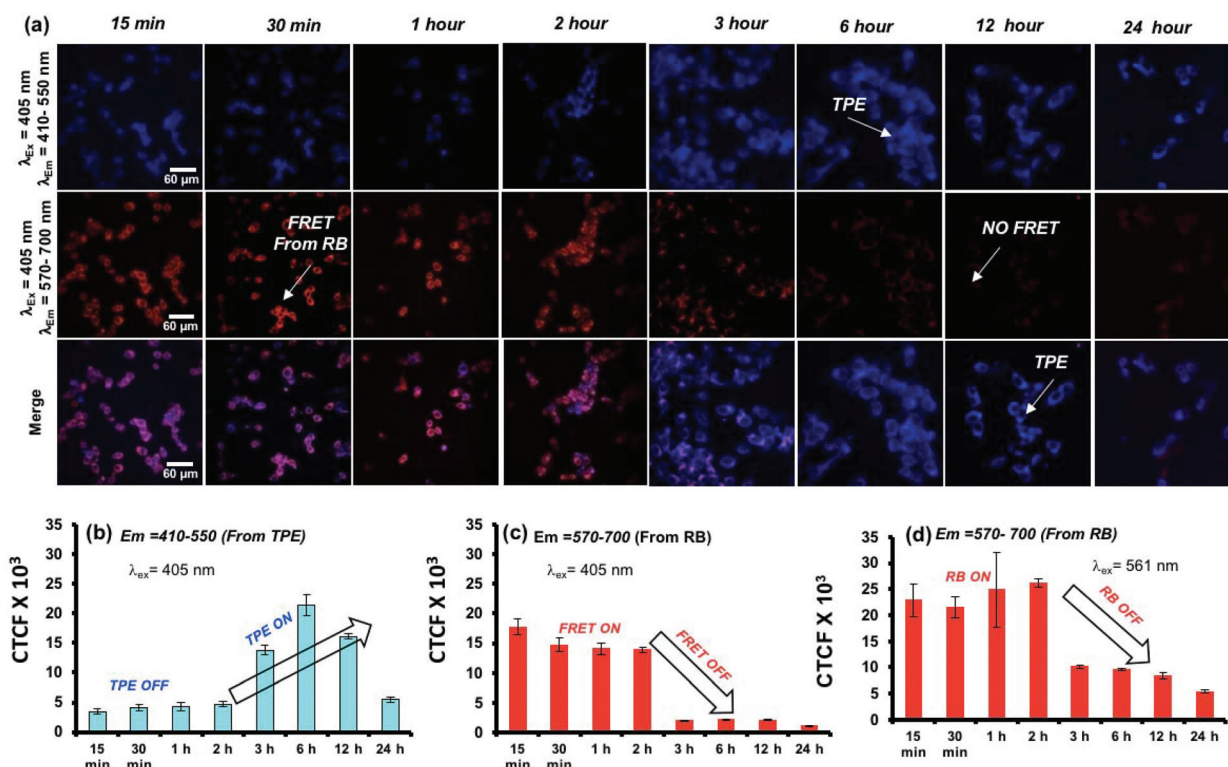 (a)
15 min 30 min 1 hour 2 hour 3 hour 6 hour 12 hour 24 hour
λEx = 405 nm
λEm = 410- 550 nm
TPE
60 μm
λEx = 405 nm
λEm = 570- 700 nm
FRET
From RB
NO FRET
60 μm
Merge
TPE
60 μm
(b) Em =410-550 (From TPE)
λex= 405 nm
CTCF X 10³
35
30
25
20
15
10
5
0
TPE OFF
TPE ON
15 min 30 min 1 h 2 h 3 h 6 h 12 h 24 h
(c) Em =570-700 (From RB)
λex= 405 nm
CTCF X 10³
35
30
25
20
15
10
5
0
FRET ON
FRET OFF
15 min 30 min 1 h 2 h 3 h 6 h 12 h 24 h
(d) Em =570- 700 (From RB)
λex= 561 nm
CTCF X 10³
35
30
25
20
15
10
5
0
RB ON
RB OFF
15 min 30 min 1 h 2 h 3 h 6 h 12 h 24 h